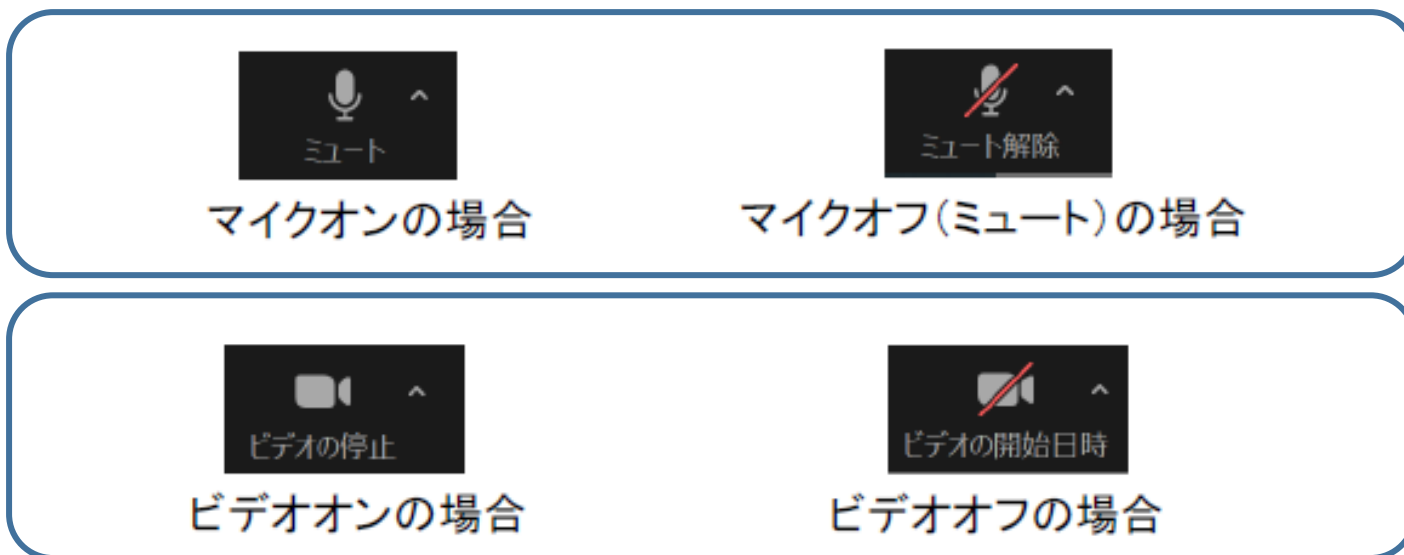 ミュート
ミュート解除
マイクオンの場合
マイクオフ(ミュート)の場合
ビデオの停止
ビデオの開始日時
ビデオオンの場合
ビデオオフの場合